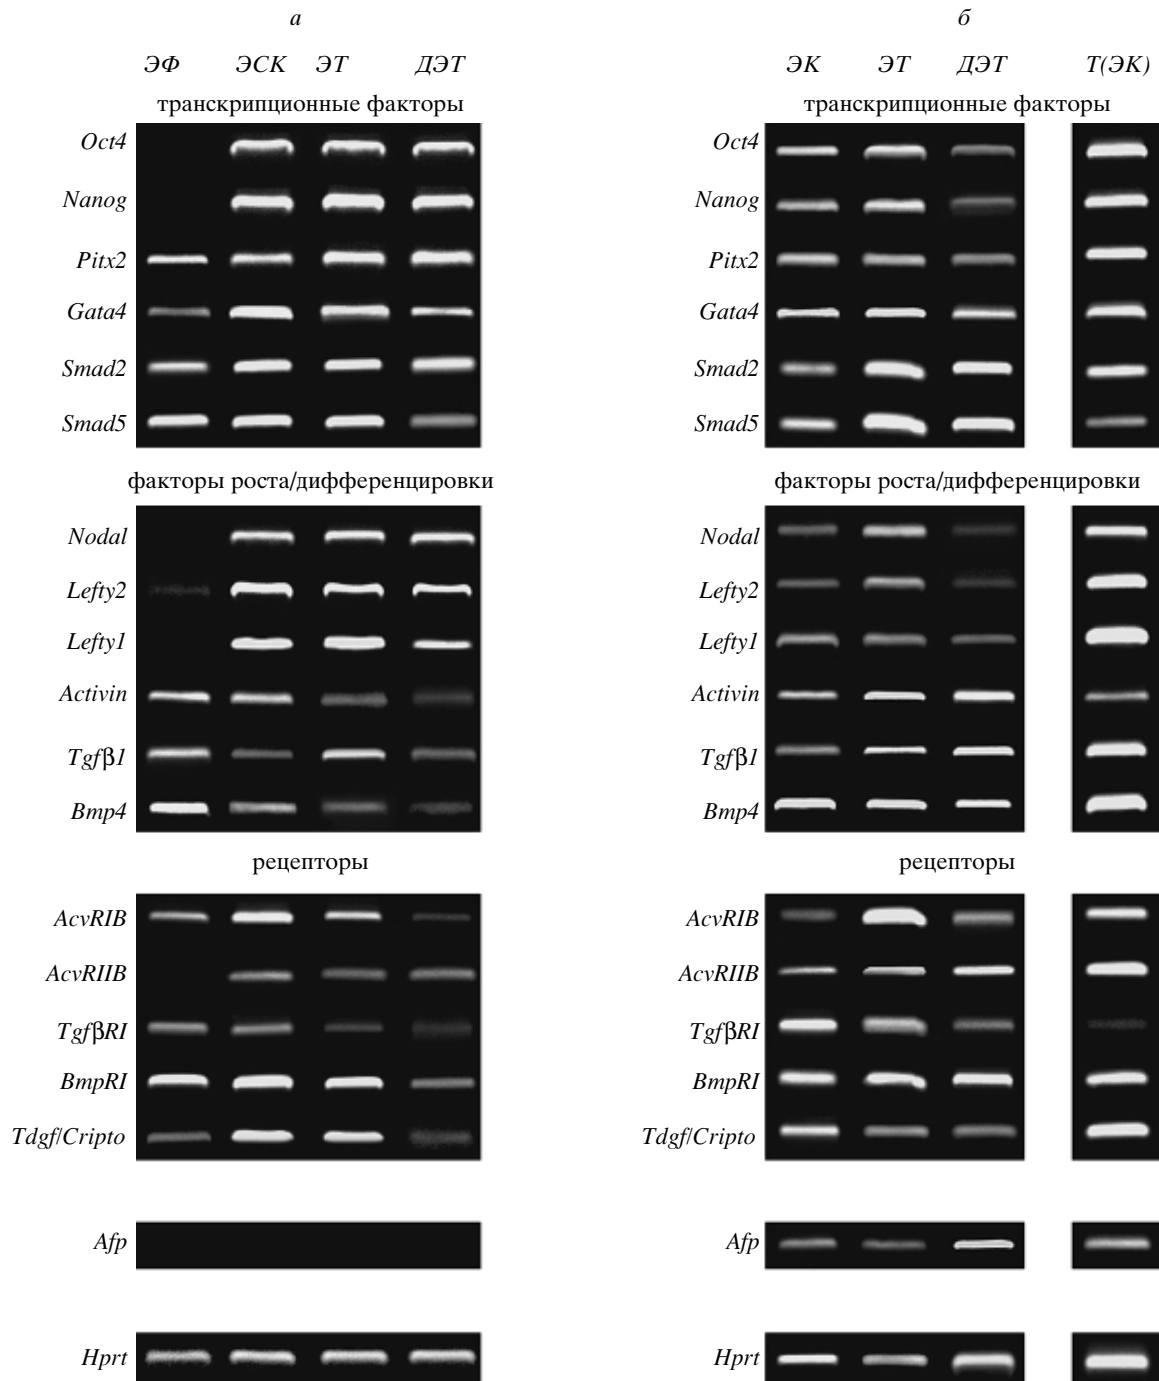 а
ЭФ ЭСК ЭТ ДЭТ
транскрипционные факторы
Oct4
Nanog
Pitx2
Gata4
Smad2
Smad5
факторы роста/дифференцировки
Nodal
Lefty2
Lefty1
Activin
Tgfβ1
Bmp4
рецепторы
AcvRIB
AcvRIIB
TgfβRI
BmpRI
Tdgf/Cripto
Afp
Hprt
б
ЭК ЭТ ДЭТ Т(ЭК)
транскрипционные факторы
Oct4
Nanog
Pitx2
Gata4
Smad2
Smad5
факторы роста/дифференцировки
Nodal
Lefty2
Lefty1
Activin
Tgfβ1
Bmp4
рецепторы
AcvRIB
AcvRIIB
TgfβRI
BmpRI
Tdgf/Cripto
Afp
Hprt